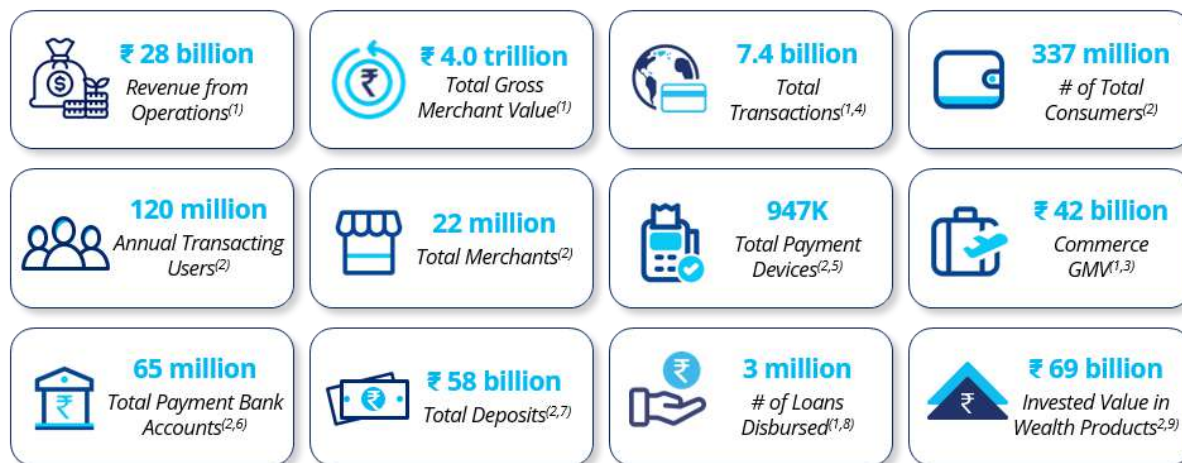 ₹ 28 billion
Revenue from
Operations(1)
₹ 4.0 trillion
Total Gross
Merchant Value(1)
7.4 billion
Total
Transactions(1,4)
337 million
# of Total
Consumers(2)
120 million
Annual Transacting
Users(2)
22 million
Total Merchants(2)
947K
Total Payment
Devices(2,5)
₹ 42 billion
Commerce
GMV(1,3)
65 million
Total Payment Bank
Accounts(2,6)
₹ 58 billion
Total Deposits(2,7)
3 million
# of Loans
Disbursed(1,8)
₹ 69 billion
Invested Value in
Wealth Products2,9)